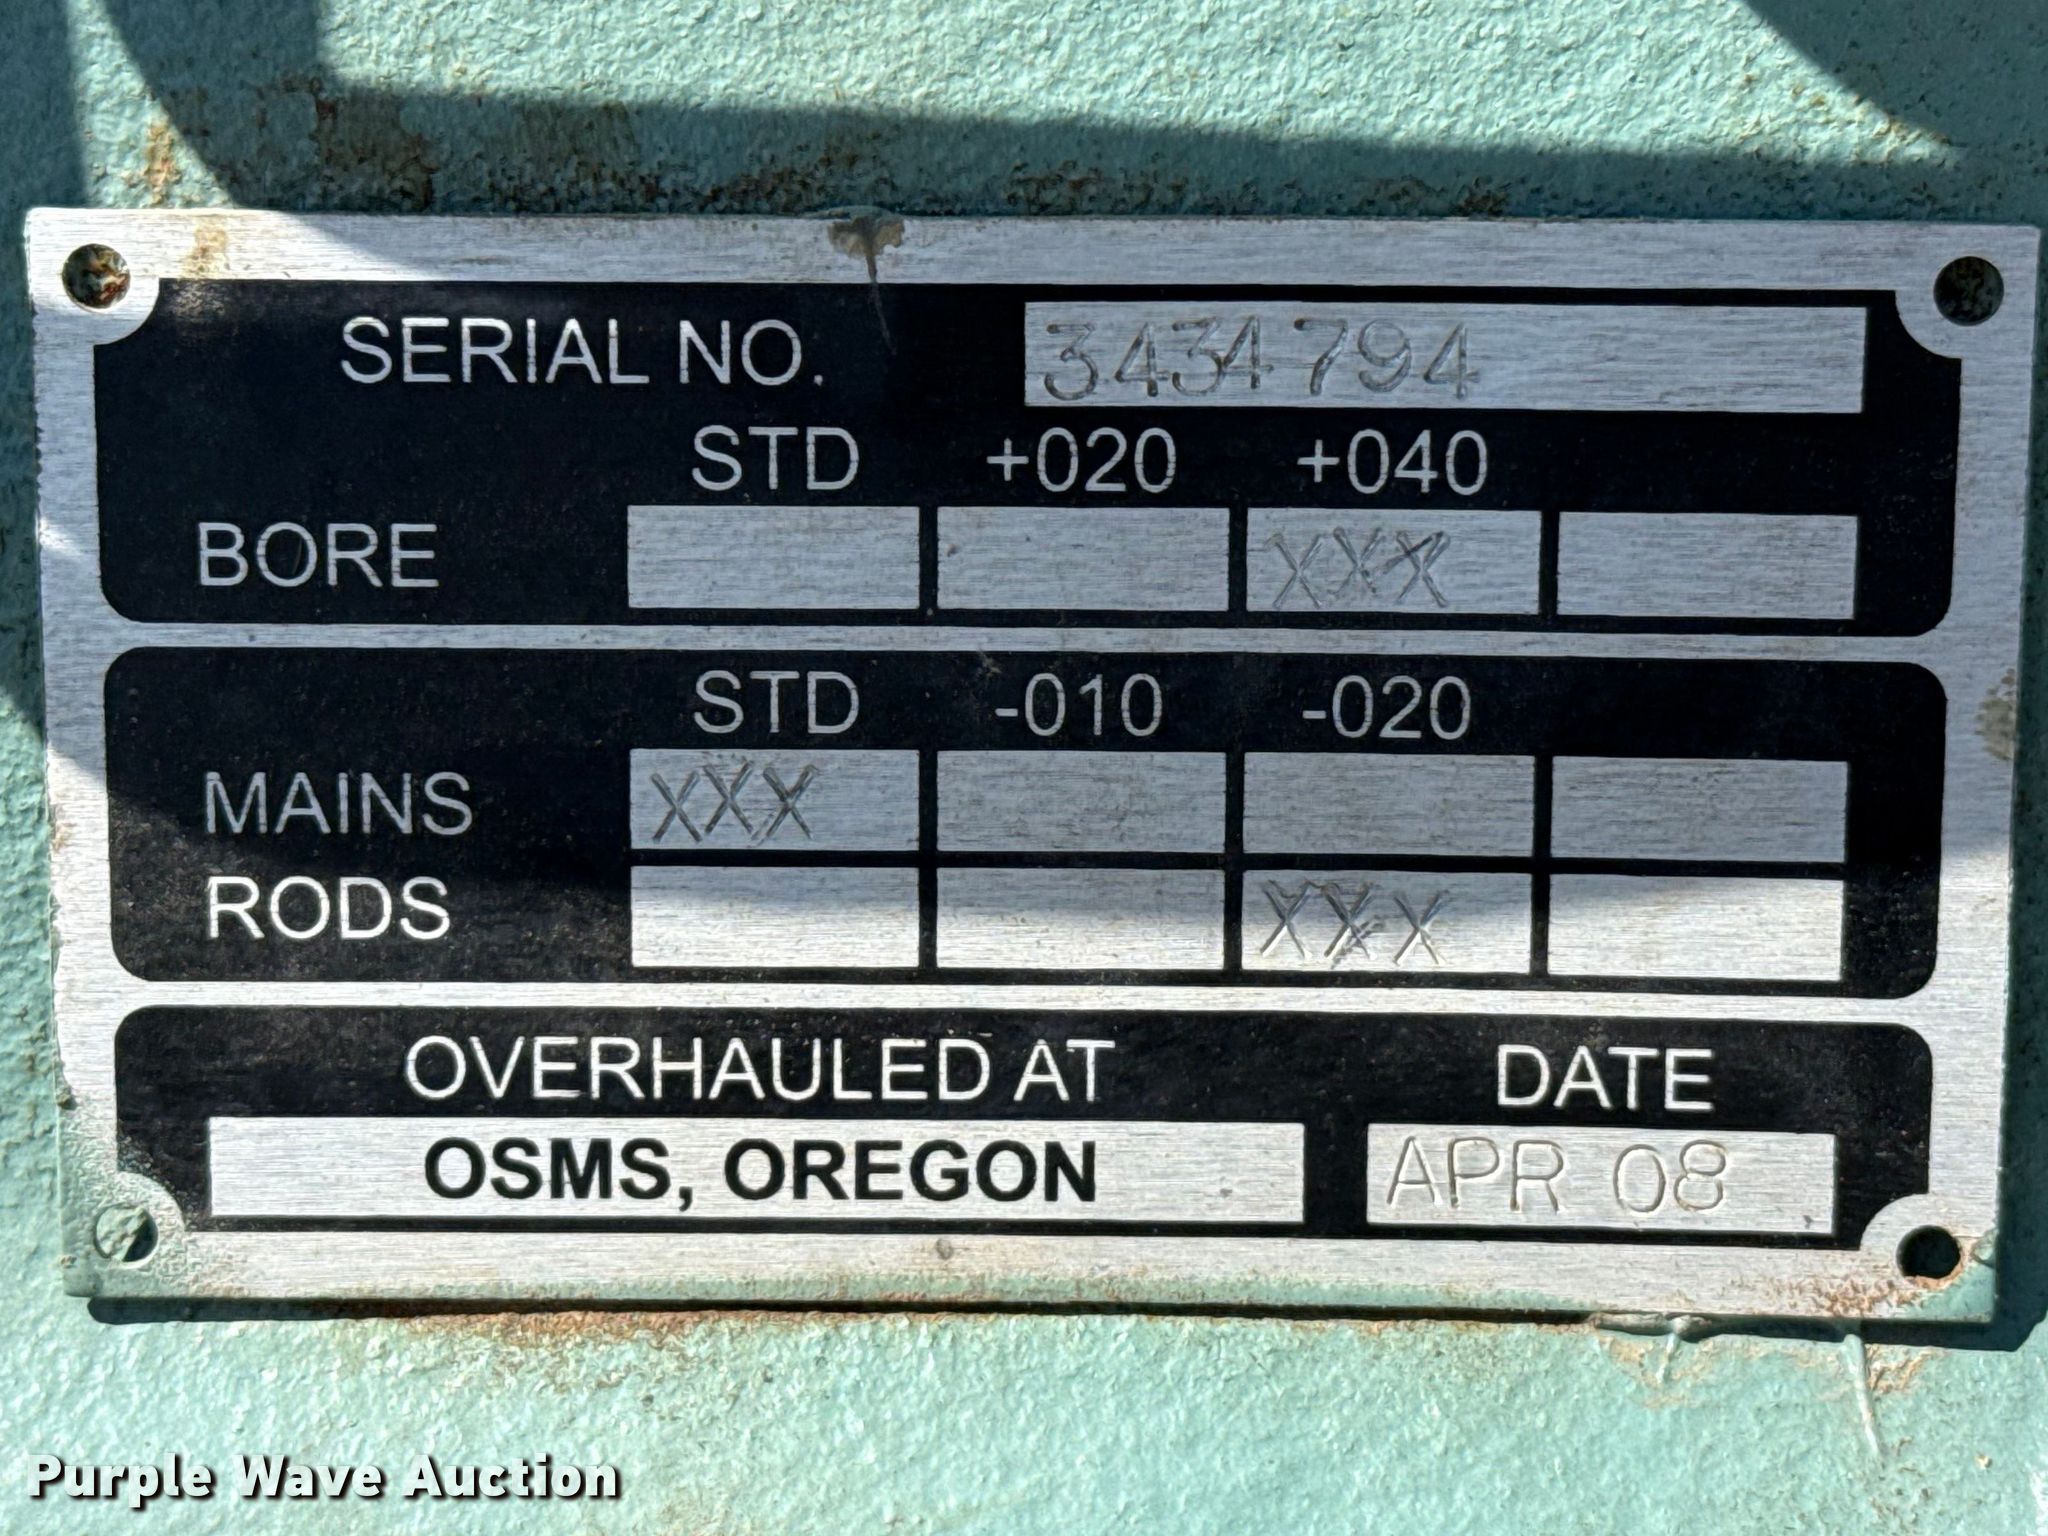 SERIAL NO. 3434794
STD +020 +040
BORE XXX
STD -010 -020
MAINS XXX
RODS XXX
OVERHAULED AT DATE
OSMS, OREGON APR 08
Purple Wave Auction